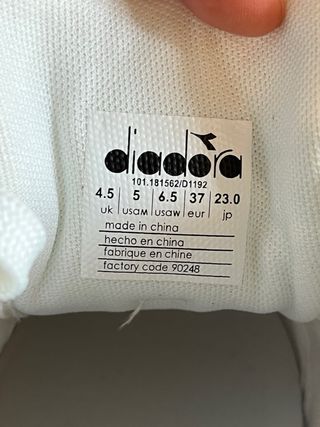 diadora
101.181562/D1192
4.5 | 5 | 6.5 | 37 | 23.0
uk | usaM | usaw | eur | jp
made in china
hecho en china
fabrique en chine
factory code 90248